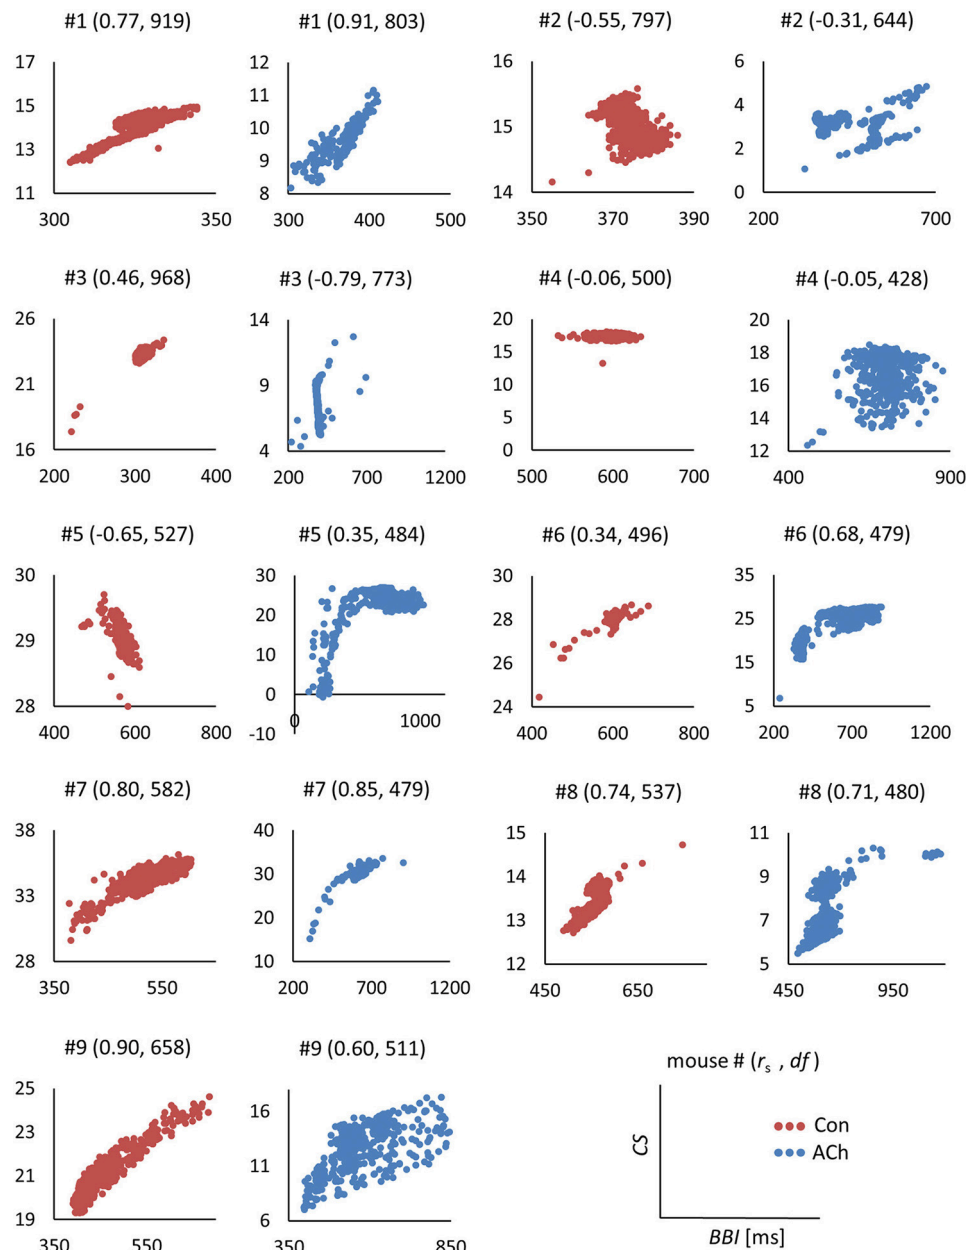 #1 (0.77, 919) #1 (0.91, 803) #2 (-0.55, 797) #2 (-0.31, 644)
17 12 16 6
15 11 15 4
13 10 14 2
11 9 0
8
300 350 300 400 500 350 370 390 200 700
#3 (0.46, 968) #3 (-0.79, 773) #4 (-0.06, 500) #4 (-0.05, 428)
26 14 20 20
21 9 15 18
16 4 10 16
5 14
0 12
200 300 400 200 700 1200 500 600 700 400 900
#5 (-0.65, 527) #5 (0.35, 484) #6 (0.34, 496) #6 (0.68, 479)
30 30 30 35
29 20 28 25
28 10 26 15
0 24 5
-10
400 600 800 0 1000 400 600 800 200 700 1200
#7 (0.80, 582) #7 (0.85, 479) #8 (0.74, 537) #8 (0.71, 480)
38 40 15 11
33 30 14 9
28 20 13 7
10 12 5
350 550 200 700 1200 450 650 450 950
#9 (0.90, 658) #9 (0.60, 511)
25 16
23 11
21 6
19
350 550 350 850
mouse # (rs , df )
CS
Con
ACh
BBI [ms]